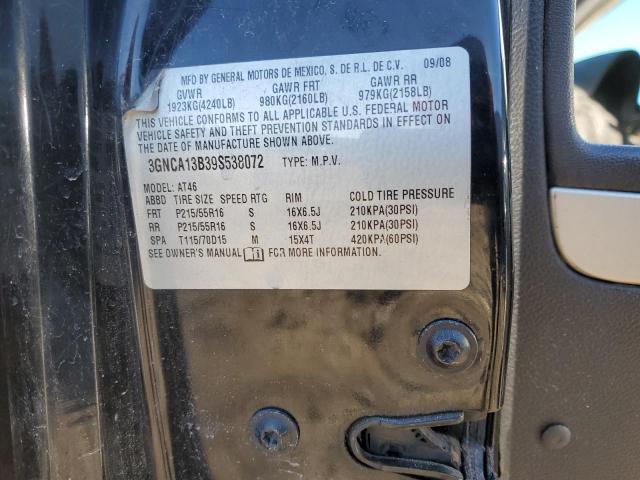 MFD BY GENERAL MOTORS DE MEXICO, S. DE R.L. DE C.V. 09/08
GVWR GAWR FRT GAWR RR
1923KG(4240LB) 980KG(2160LB) 979KG(2158LB)
THIS VEHICLE CONFORMS TO ALL APPLICABLE U.S. FEDERAL MOTOR
VEHICLE SAFETY AND THEFT PREVENTION STANDARDS IN EFFECT ON
THE DATE OF MANUFACTURE SHOWN ABOVE.
3GNCA13B39S538072 TYPE: M.P.V.
MODEL: AT46
ABBD TIRE SIZE SPEED RTG RIM COLD TIRE PRESSURE
FRT P215/55R16 S 16X6.5J 210KPA(30PSI)
RR P215/55R16 S 16X6.5J 210KPA(30PSI)
SPA T115/70D15 M 15X4T 420KPA(60PSI)
SEE OWNER'S MANUAL FOR MORE INFORMATION.